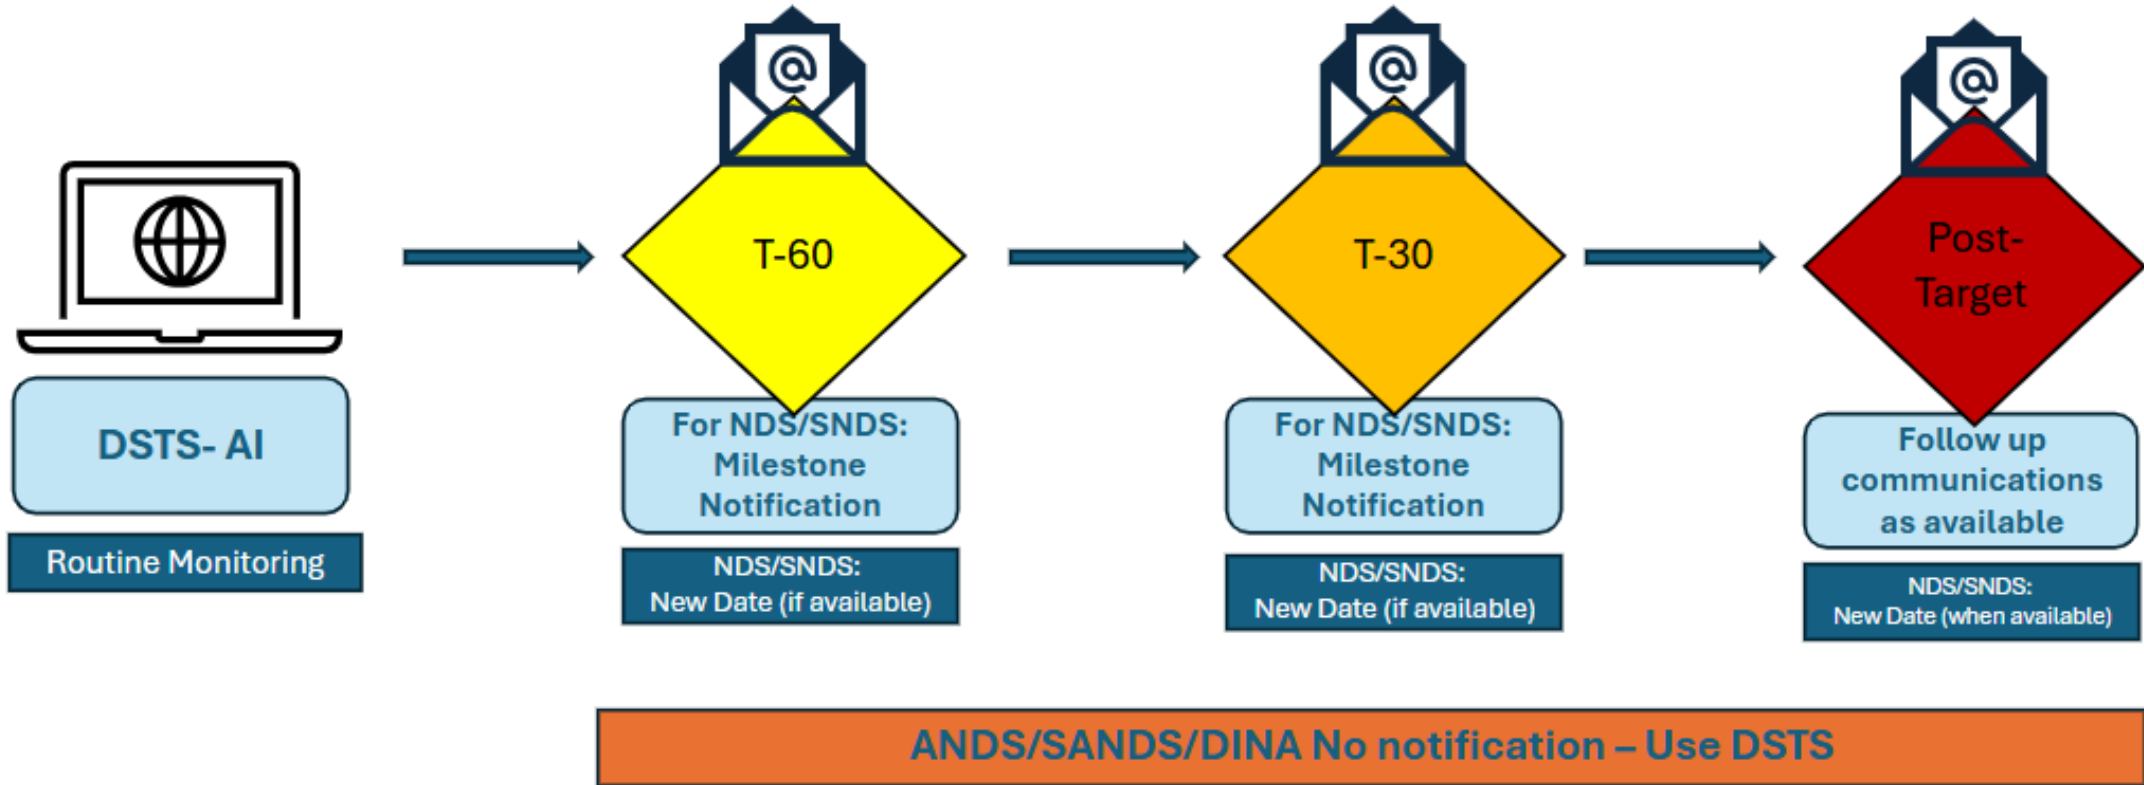 @
@
@
T-60
T-30
Post-
Target
DSTS- AI
Routine Monitoring
For NDS/SNDS:
Milestone
Notification
NDS/SNDS:
New Date (if available)
For NDS/SNDS:
Milestone
Notification
NDS/SNDS:
New Date (if available)
Follow up
communications
as available
NDS/SNDS:
New Date (when available)
ANDS/SANDS/DINA No notification – Use DSTS